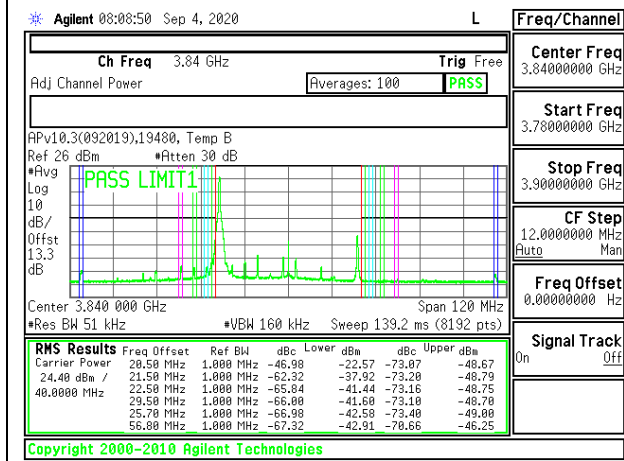 Agilent 08:08:50 Sep 4, 2020 L
Freq/Channel
Ch Freq 3.84 GHz Trig Free
Adj Channel Power Averages: 100 PASS
APv10.3(092019),19480, Temp B
Ref 26 dBm #Atten 30 dB
#Avg
Log
10
dB/
Offst
13.3
dB
PASS LIMIT1
Center 3.840 000 GHz Span 120 MHz
#Res BW 51 kHz #VBW 160 kHz Sweep 139.2 ms (8192 pts)
RMS Results Freq Offset Ref BW dBc Lower dBm dBc Upper dBm
Carrier Power 20.50 MHz 1.000 MHz -46.98 -22.57 -73.07 -48.67
24.40 dBm / 21.50 MHz 1.000 MHz -62.32 -37.92 -73.20 -48.79
40.0000 MHz 22.50 MHz 1.000 MHz -65.84 -41.44 -73.16 -48.75
29.50 MHz 1.000 MHz -66.00 -41.60 -73.10 -48.70
25.70 MHz 1.000 MHz -66.98 -42.58 -73.40 -49.00
56.80 MHz 1.000 MHz -67.32 -42.91 -70.66 -46.25
Center Freq
3.84000000 GHz
Start Freq
3.78000000 GHz
Stop Freq
3.90000000 GHz
CF Step
12.0000000 MHz
Auto Man
Freq Offset
0.00000000 Hz
Signal Track
On Off
Copyright 2000-2010 Agilent Technologies